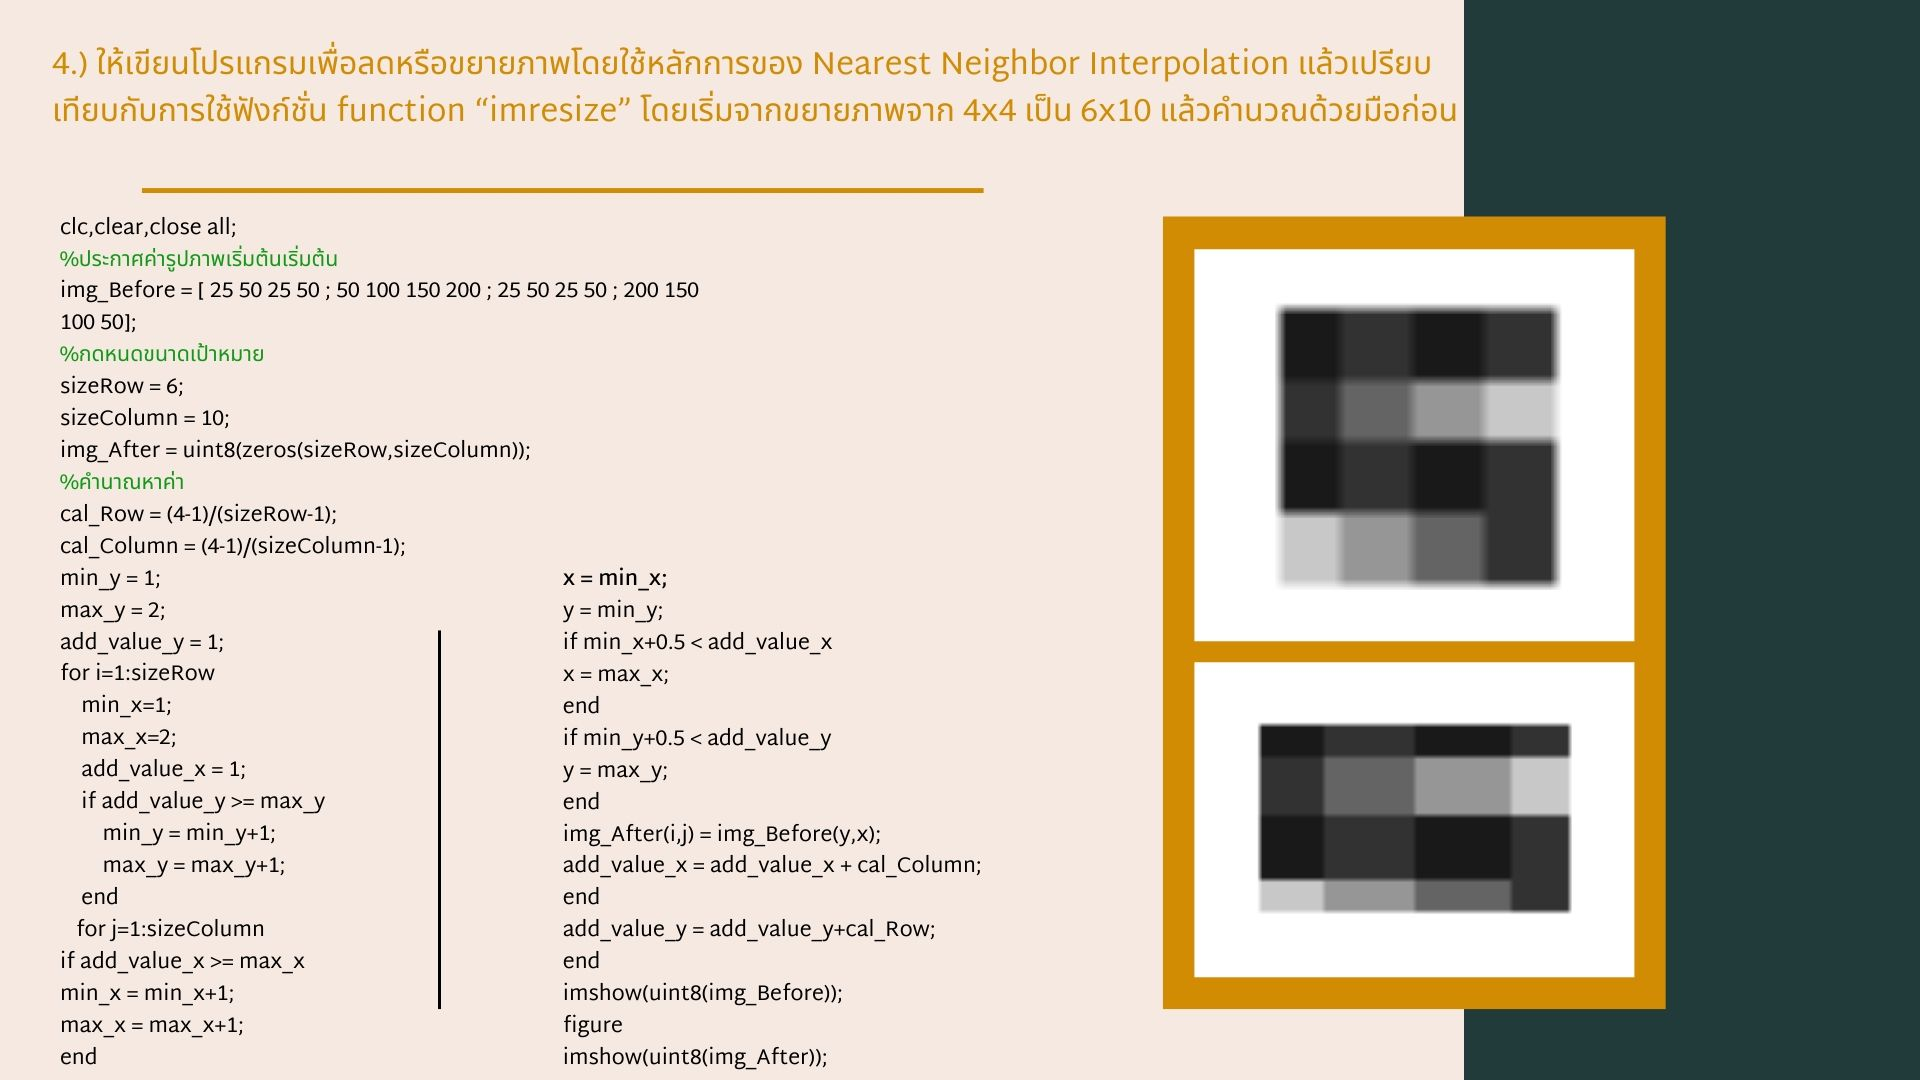 4.) ให้เขียนโปรแกรมเพื่อลดหรือขยายภาพโดยใช้หลักการของ Nearest Neighbor Interpolation แล้วเปรียบ
เทียบกับการใช้ฟังก์ชั่น function “imresize” โดยเริ่มจากขยายภาพจาก 4x4 เป็น 6x10 แล้วคำนวณด้วยมือก่อน
clc,clear,close all;
%ประกาศค่ารูปภาพเริ่มต้นเริ่มต้น
img_Before = [ 25 50 25 50 ; 50 100 150 200 ; 25 50 25 50 ; 200 150
100 50];
%กดหนดขนาดเป้าหมาย
sizeRow = 6;
sizeColumn = 10;
img_After = uint8(zeros(sizeRow,sizeColumn));
%คำนาณหาค่า
cal_Row = (4-1)/(sizeRow-1);
cal_Column = (4-1)/(sizeColumn-1);
min_y = 1;
max_y = 2;
add_value_y = 1;
for i=1:sizeRow
min_x=1;
max_x=2;
add_value_x = 1;
if add_value_y >= max_y
min_y = min_y+1;
max_y = max_y+1;
end
for j=1:sizeColumn
if add_value_x >= max_x
min_x = min_x+1;
max_x = max_x+1;
end
x = min_x;
y = min_y;
if min_x+0.5 < add_value_x
x = max_x;
end
if min_y+0.5 < add_value_y
y = max_y;
end
img_After(i,j) = img_Before(y,x);
add_value_x = add_value_x + cal_Column;
end
add_value_y = add_value_y+cal_Row;
end
imshow(uint8(img_Before));
figure
imshow(uint8(img_After));